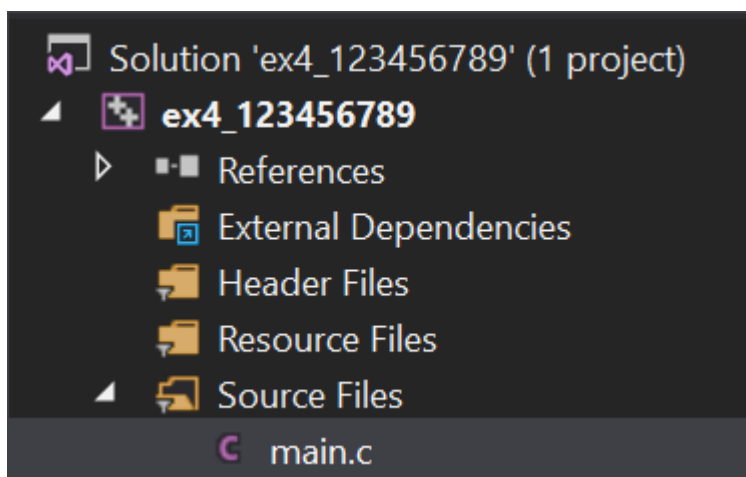 Solution 'ex4_123456789' (1 project)
ex4_123456789
References
External Dependencies
Header Files
Resource Files
Source Files
main.c